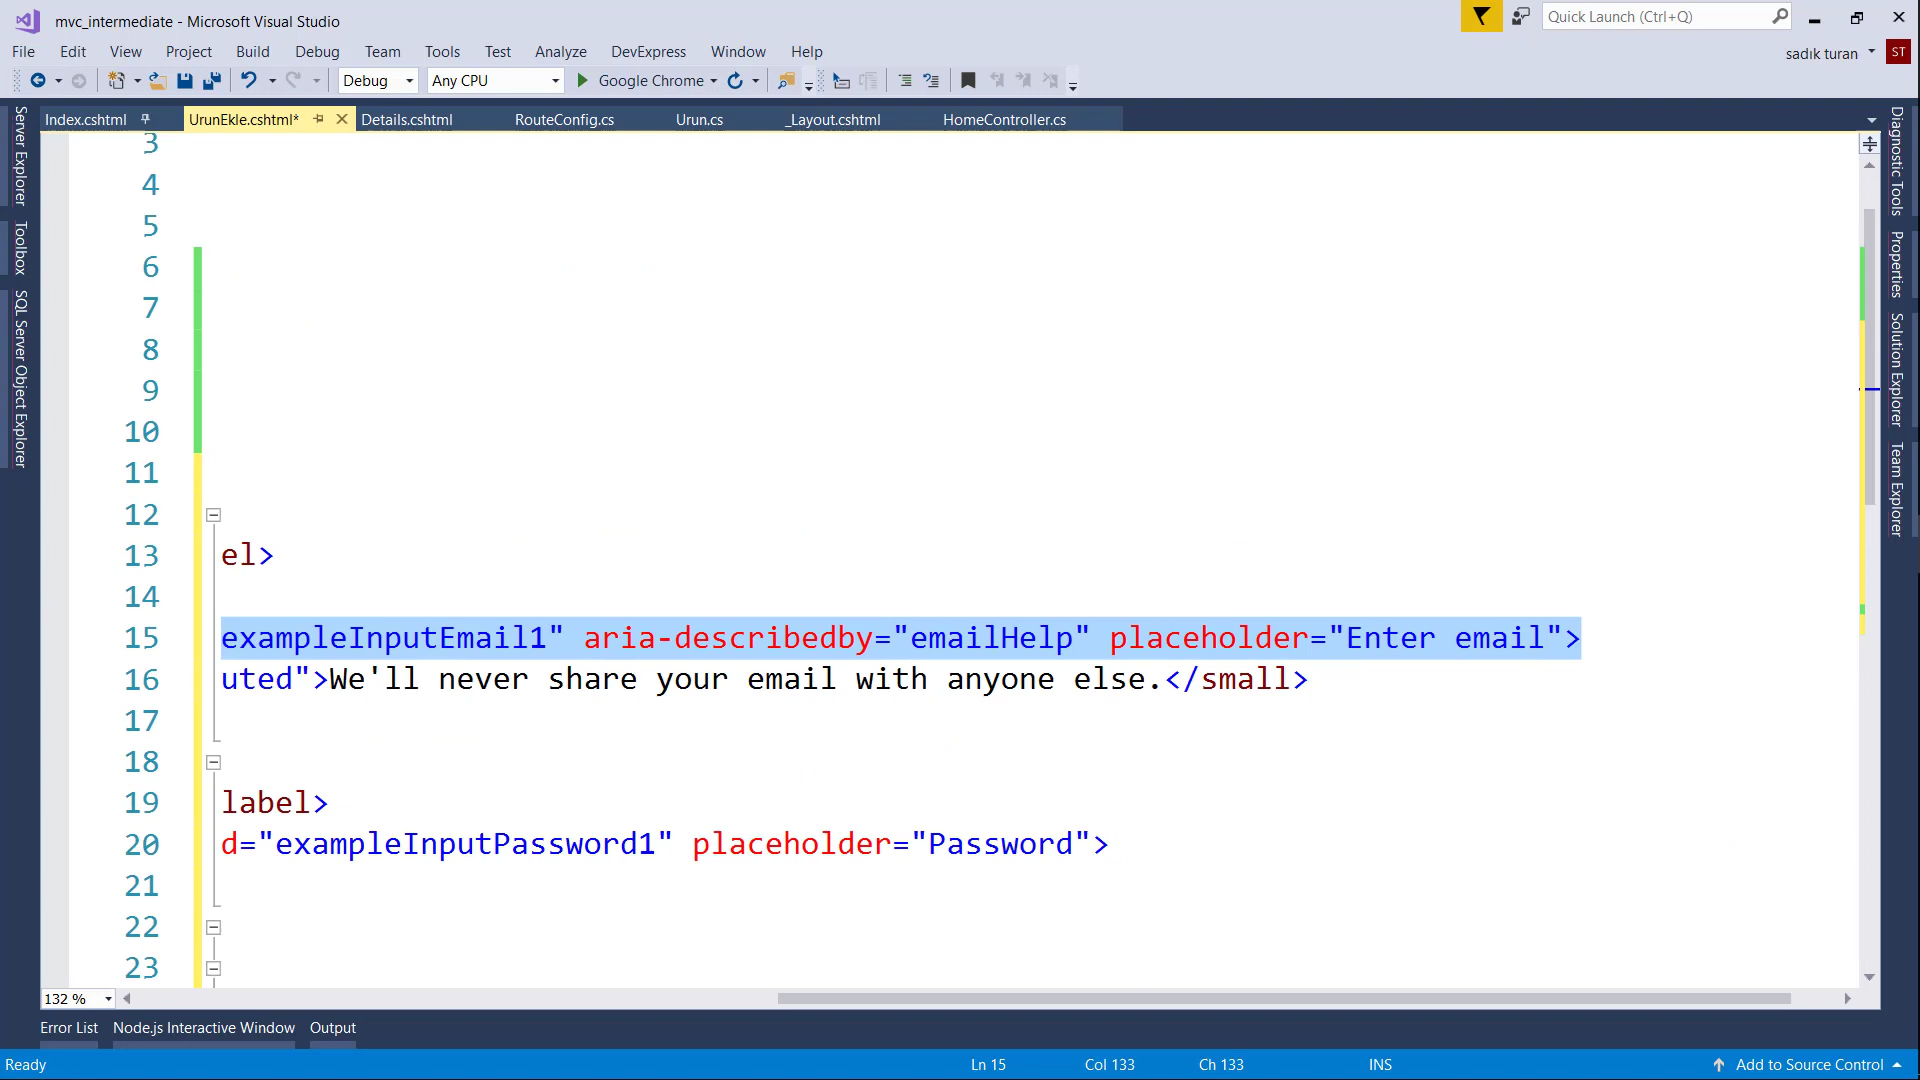 mvc_intermediate - Microsoft Visual Studio
Quick Launch (Ctrl+Q)
File Edit View Project Build Debug Team Tools Test Analyze DevExpress Window Help
sadık turan ST
Debug Any CPU Google Chrome
Index.cshtml UrunEkle.cshtml* Details.cshtml RouteConfig.cs Urun.cs _Layout.cshtml HomeController.cs
Server Explorer
Toolbox
SQL Server Object Explorer
3
4
5
6
7
8
9
10
11
12
13 el>
14
15 exampleInputEmail1" aria-describedby="emailHelp" placeholder="Enter email">
16 uted">We'll never share your email with anyone else.</small>
17
18
19 label>
20 d="exampleInputPassword1" placeholder="Password">
21
22
23
Diagnostic Tools
Properties
Solution Explorer
Team Explorer
132 %
Error List Node.js Interactive Window Output
Ready Ln 15 Col 133 Ch 133 INS Add to Source Control